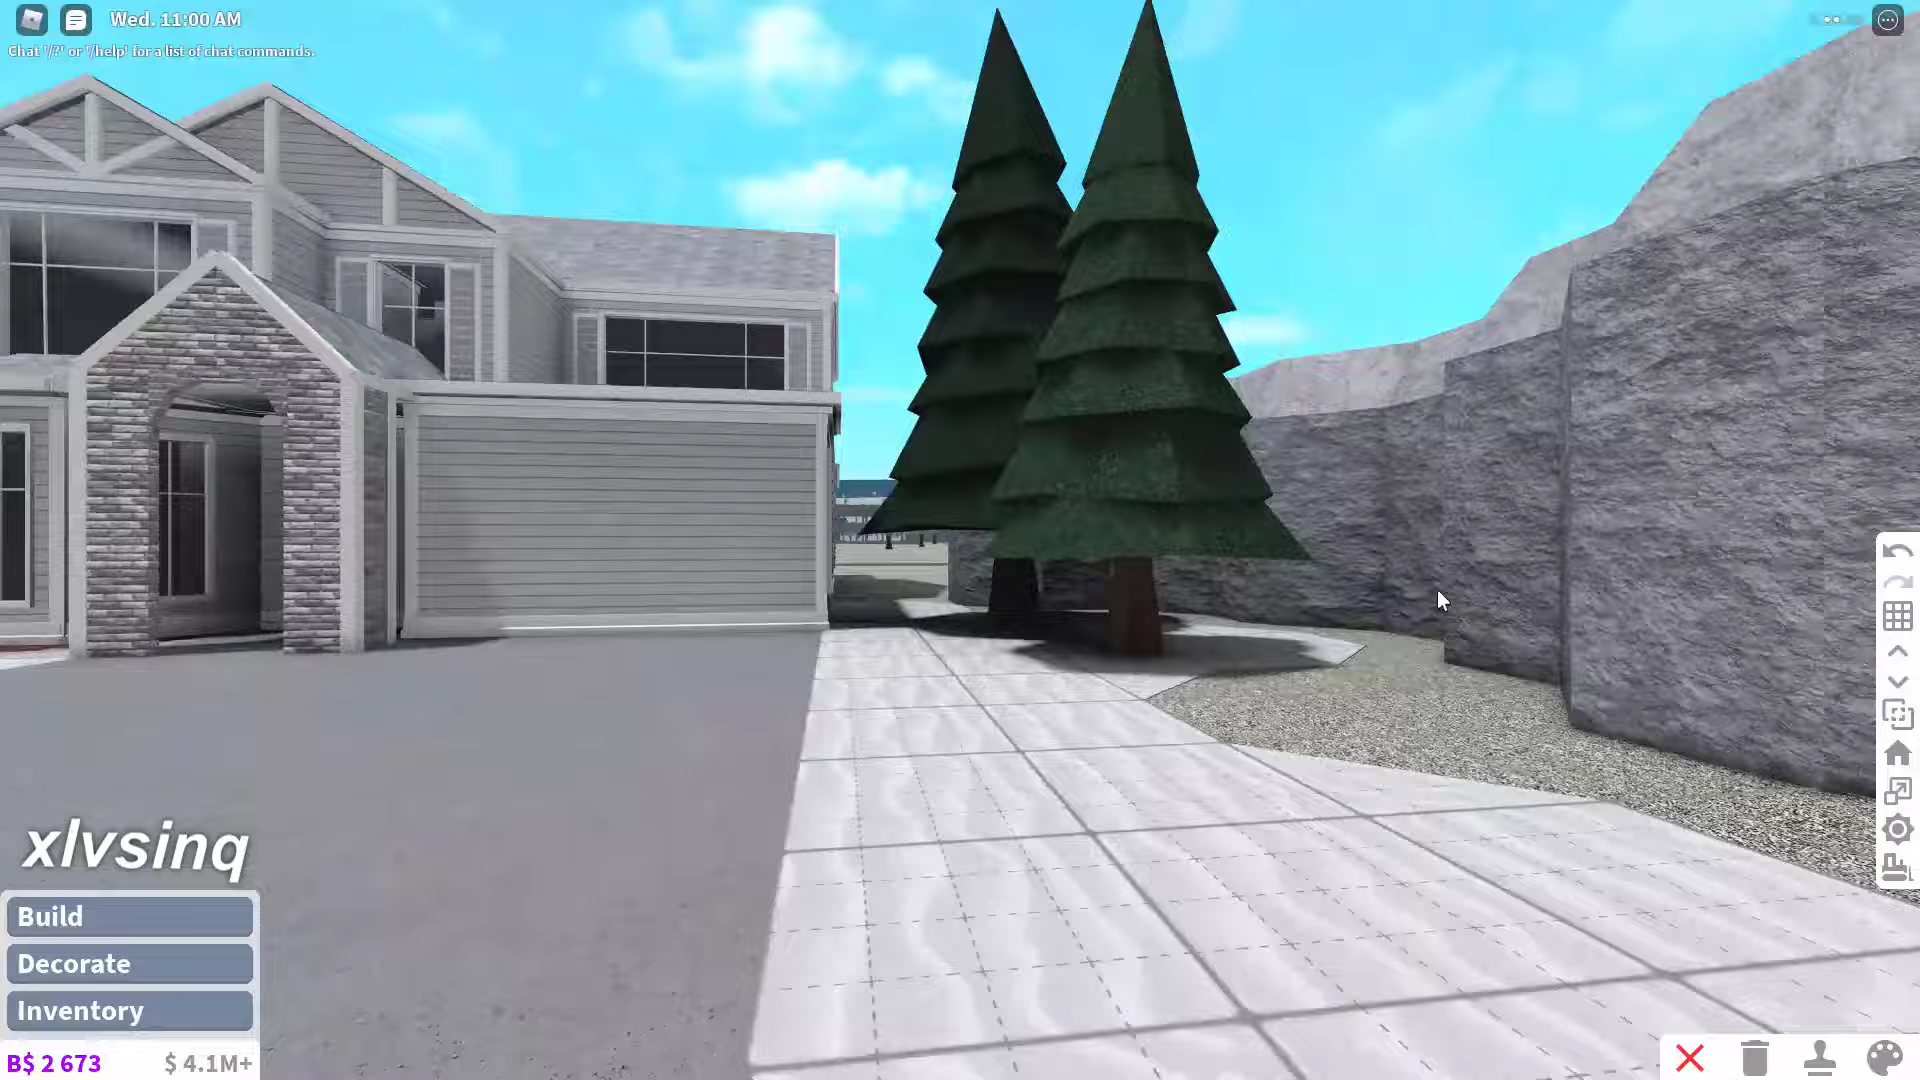 Wed. 11:00 AM
Chat '/?' or '/help' for a list of chat commands.
xlvsinq
Build
Decorate
Inventory
B$ 2 673
$ 4.1M+